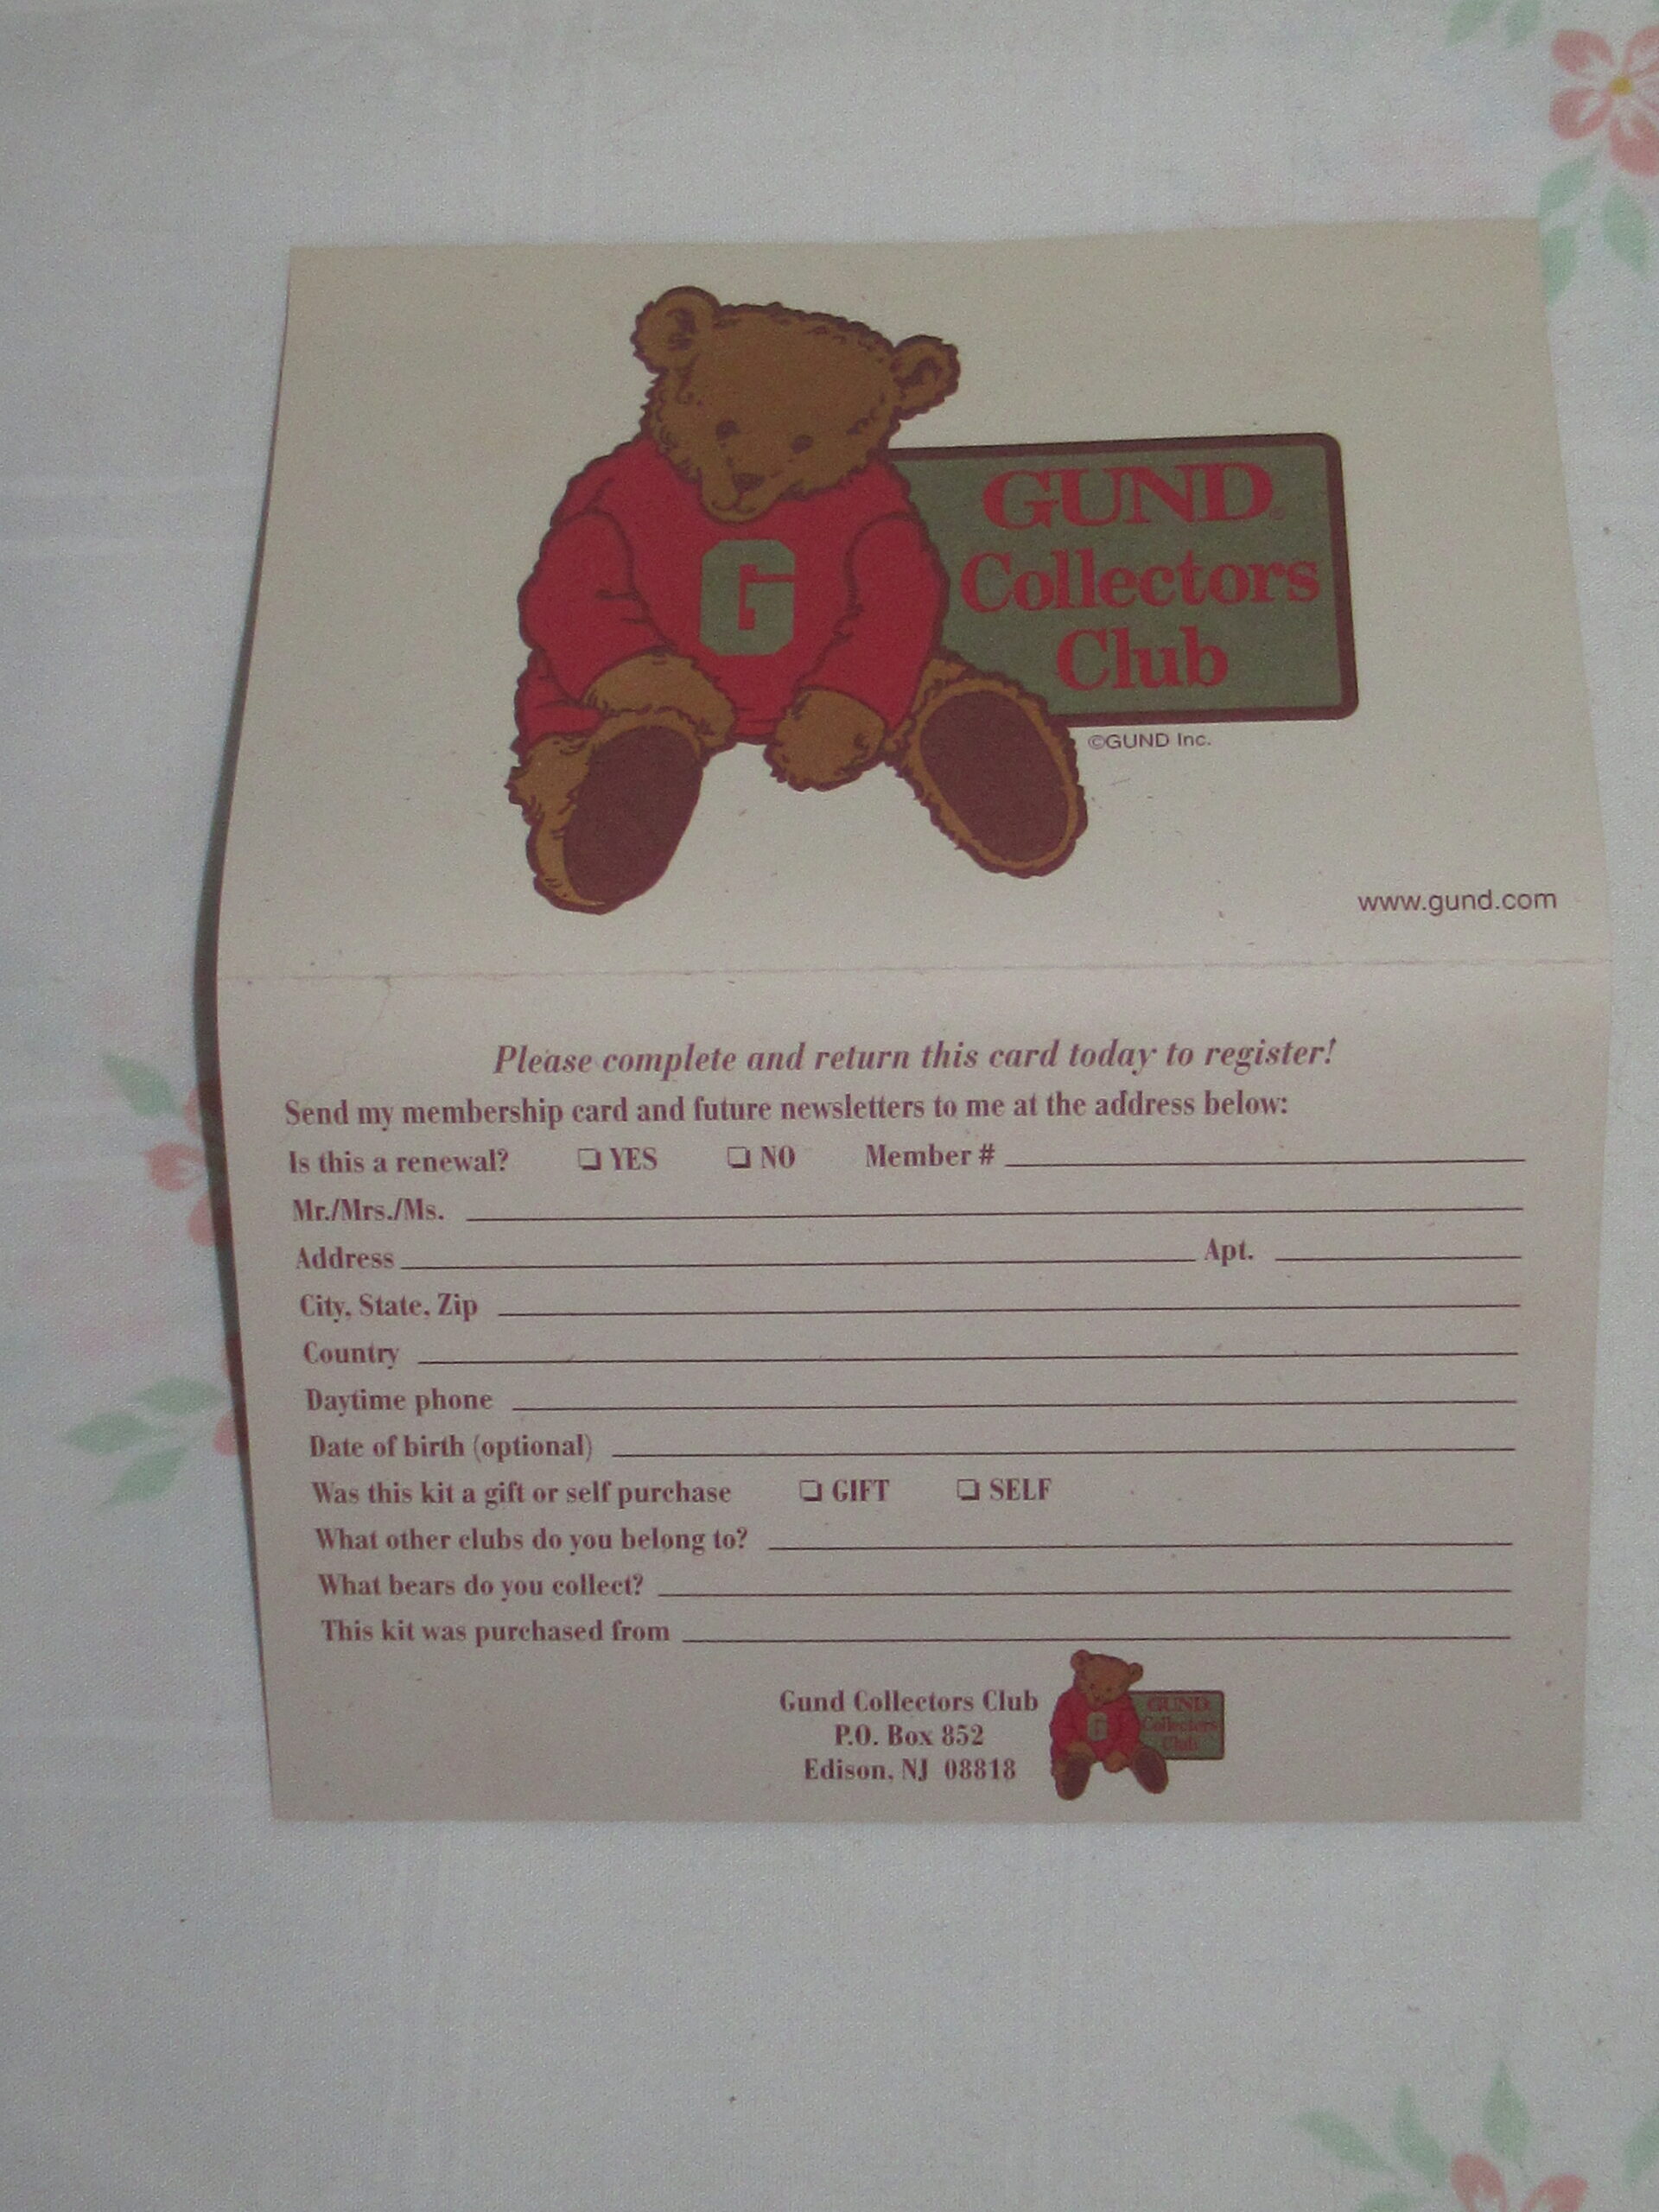 GUND®
Collectors
Club
G
©GUND Inc.
www.gund.com
Please complete and return this card today to register!
Send my membership card and future newsletters to me at the address below:
Is this a renewal? ❏ YES ❏ NO Member #
Mr./Mrs./Ms.
Address Apt.
City, State, Zip
Country
Daytime phone
Date of birth (optional)
Was this kit a gift or self purchase ❏ GIFT ❏ SELF
What other clubs do you belong to?
What bears do you collect?
This kit was purchased from
Gund Collectors Club
P.O. Box 852
Edison, NJ 08818
G
GUND
Collectors
Club